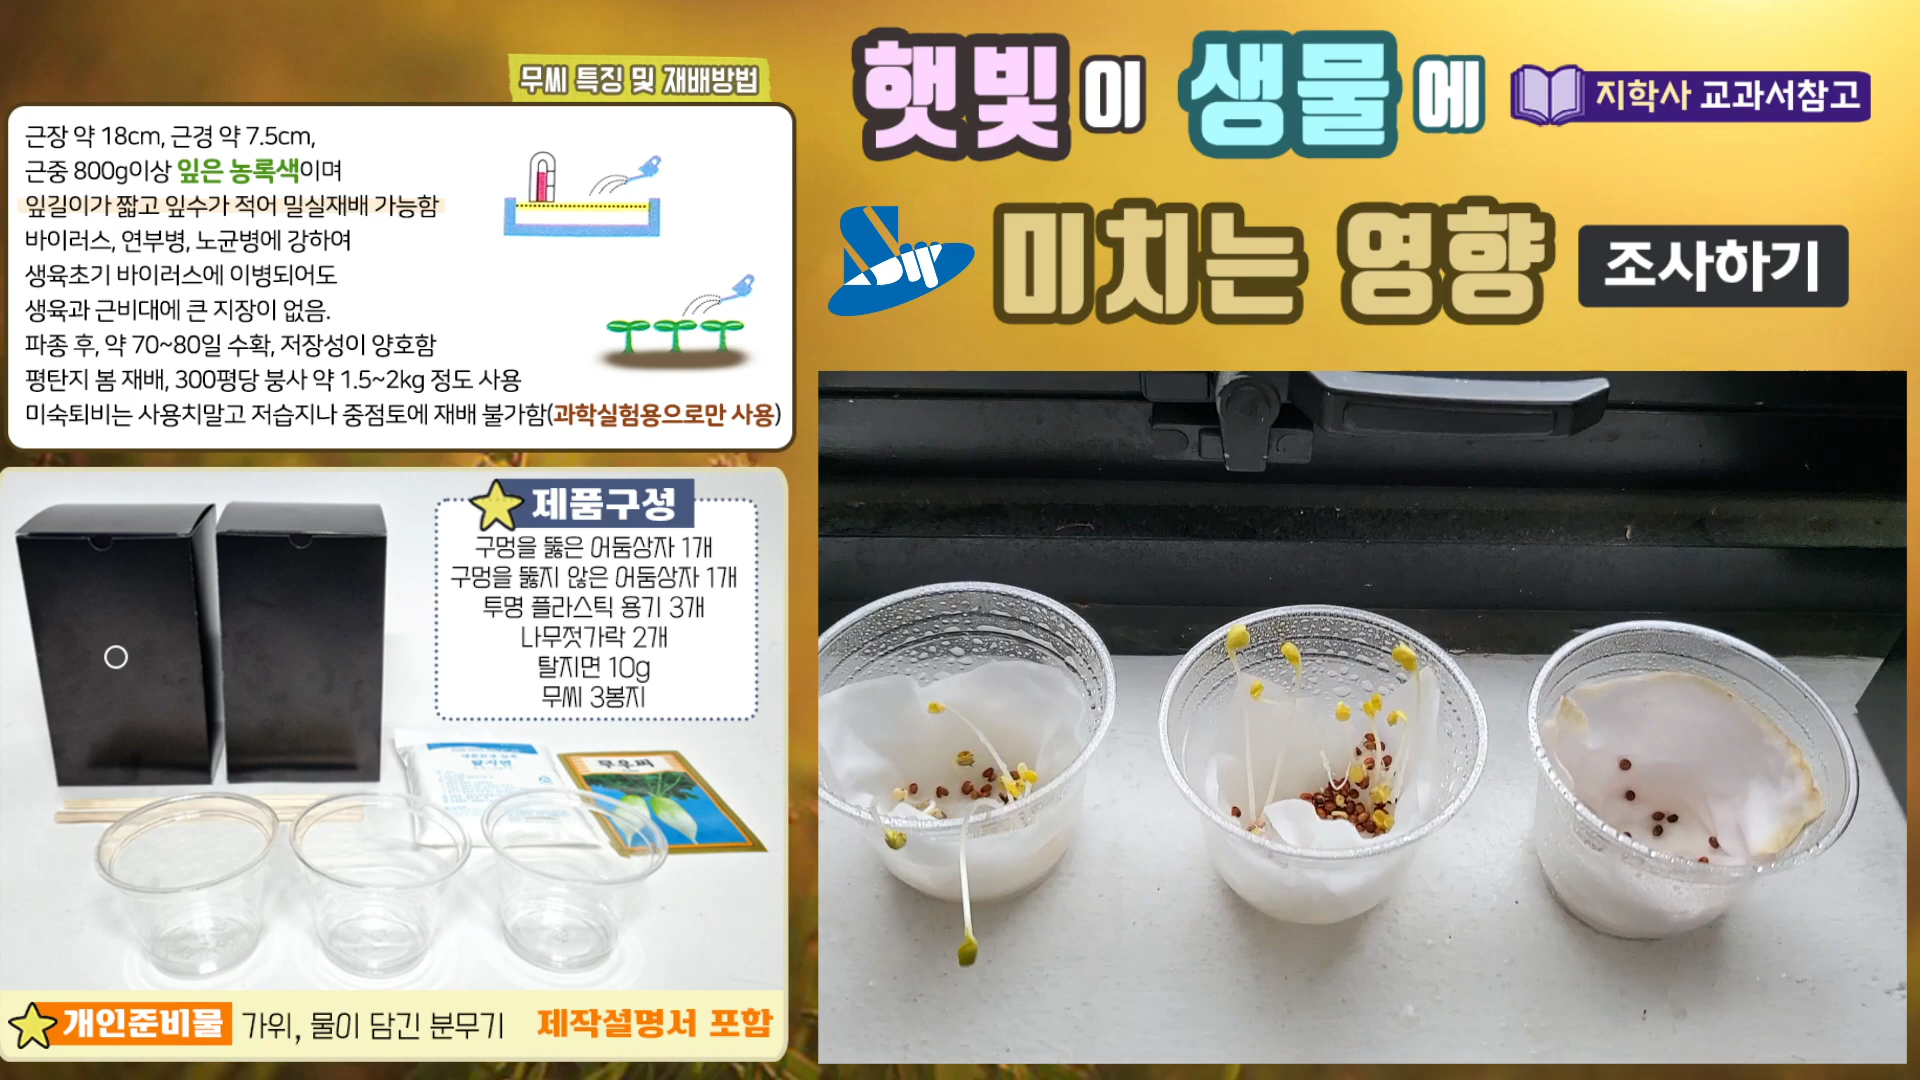 무씨 특징 및 재배방법
근장 약 18cm, 근경 약 7.5cm,
근중 800g이상 잎은 농록색이며
잎길이가 짧고 잎수가 적어 밀실재배 가능함
바이러스, 연부병, 노균병에 강하여
생육초기 바이러스에 이병되어도
생육과 근비대에 큰 지장이 없음.
파종 후, 약 70~80일 수확, 저장성이 양호함
평탄지 봄 재배, 300평당 붕사 약 1.5~2kg 정도 사용
미숙퇴비는 사용치말고 저습지나 중점토에 재배 불가함(과학실험용으로만 사용)
햇빛이 생물에
지학사 교과서참고
미치는 영향 조사하기
제품구성
구멍을 뚫은 어둠상자 1개
구멍을 뚫지 않은 어둠상자 1개
투명 플라스틱 용기 3개
나무젓가락 2개
탈지면 10g
무씨 3봉지
탈지면
무우씨
개인준비물 가위, 물이 담긴 분무기 제작설명서 포함